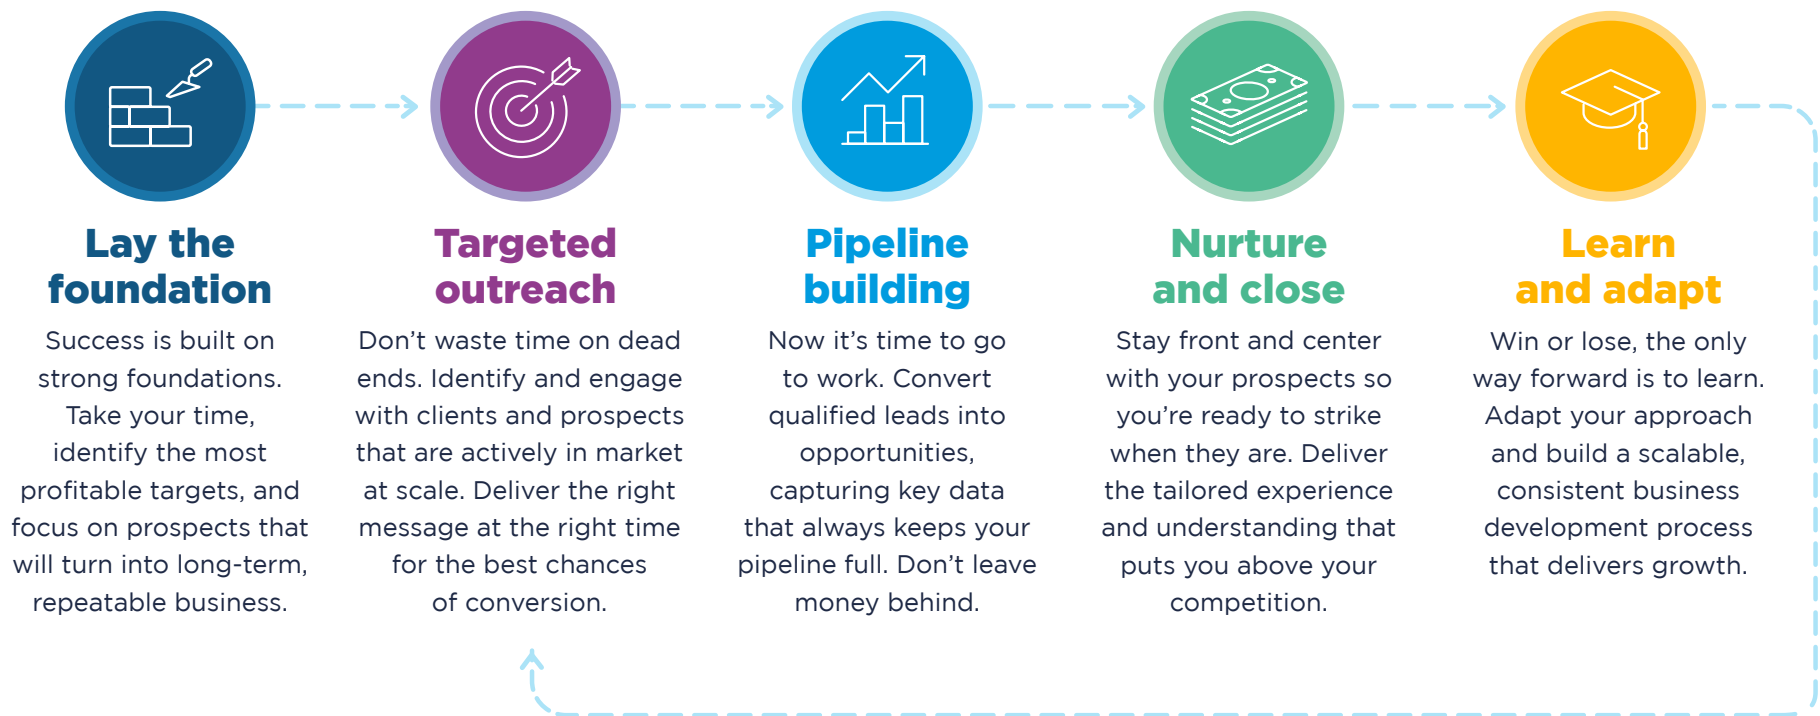 Lay the
foundation
Success is built on
strong foundations.
Take your time,
identify the most
profitable targets, and
focus on prospects that
will turn into long-term,
repeatable business.
Targeted
outreach
Don’t waste time on dead
ends. Identify and engage
with clients and prospects
that are actively in market
at scale. Deliver the right
message at the right time
for the best chances
of conversion.
Pipeline
building
Now it’s time to go
to work. Convert
qualified leads into
opportunities,
capturing key data
that always keeps your
pipeline full. Don’t leave
money behind.
Nurture
and close
Stay front and center
with your prospects so
you’re ready to strike
when they are. Deliver
the tailored experience
and understanding that
puts you above your
competition.
Learn
and adapt
Win or lose, the only
way forward is to learn.
Adapt your approach
and build a scalable,
consistent business
development process
that delivers growth.